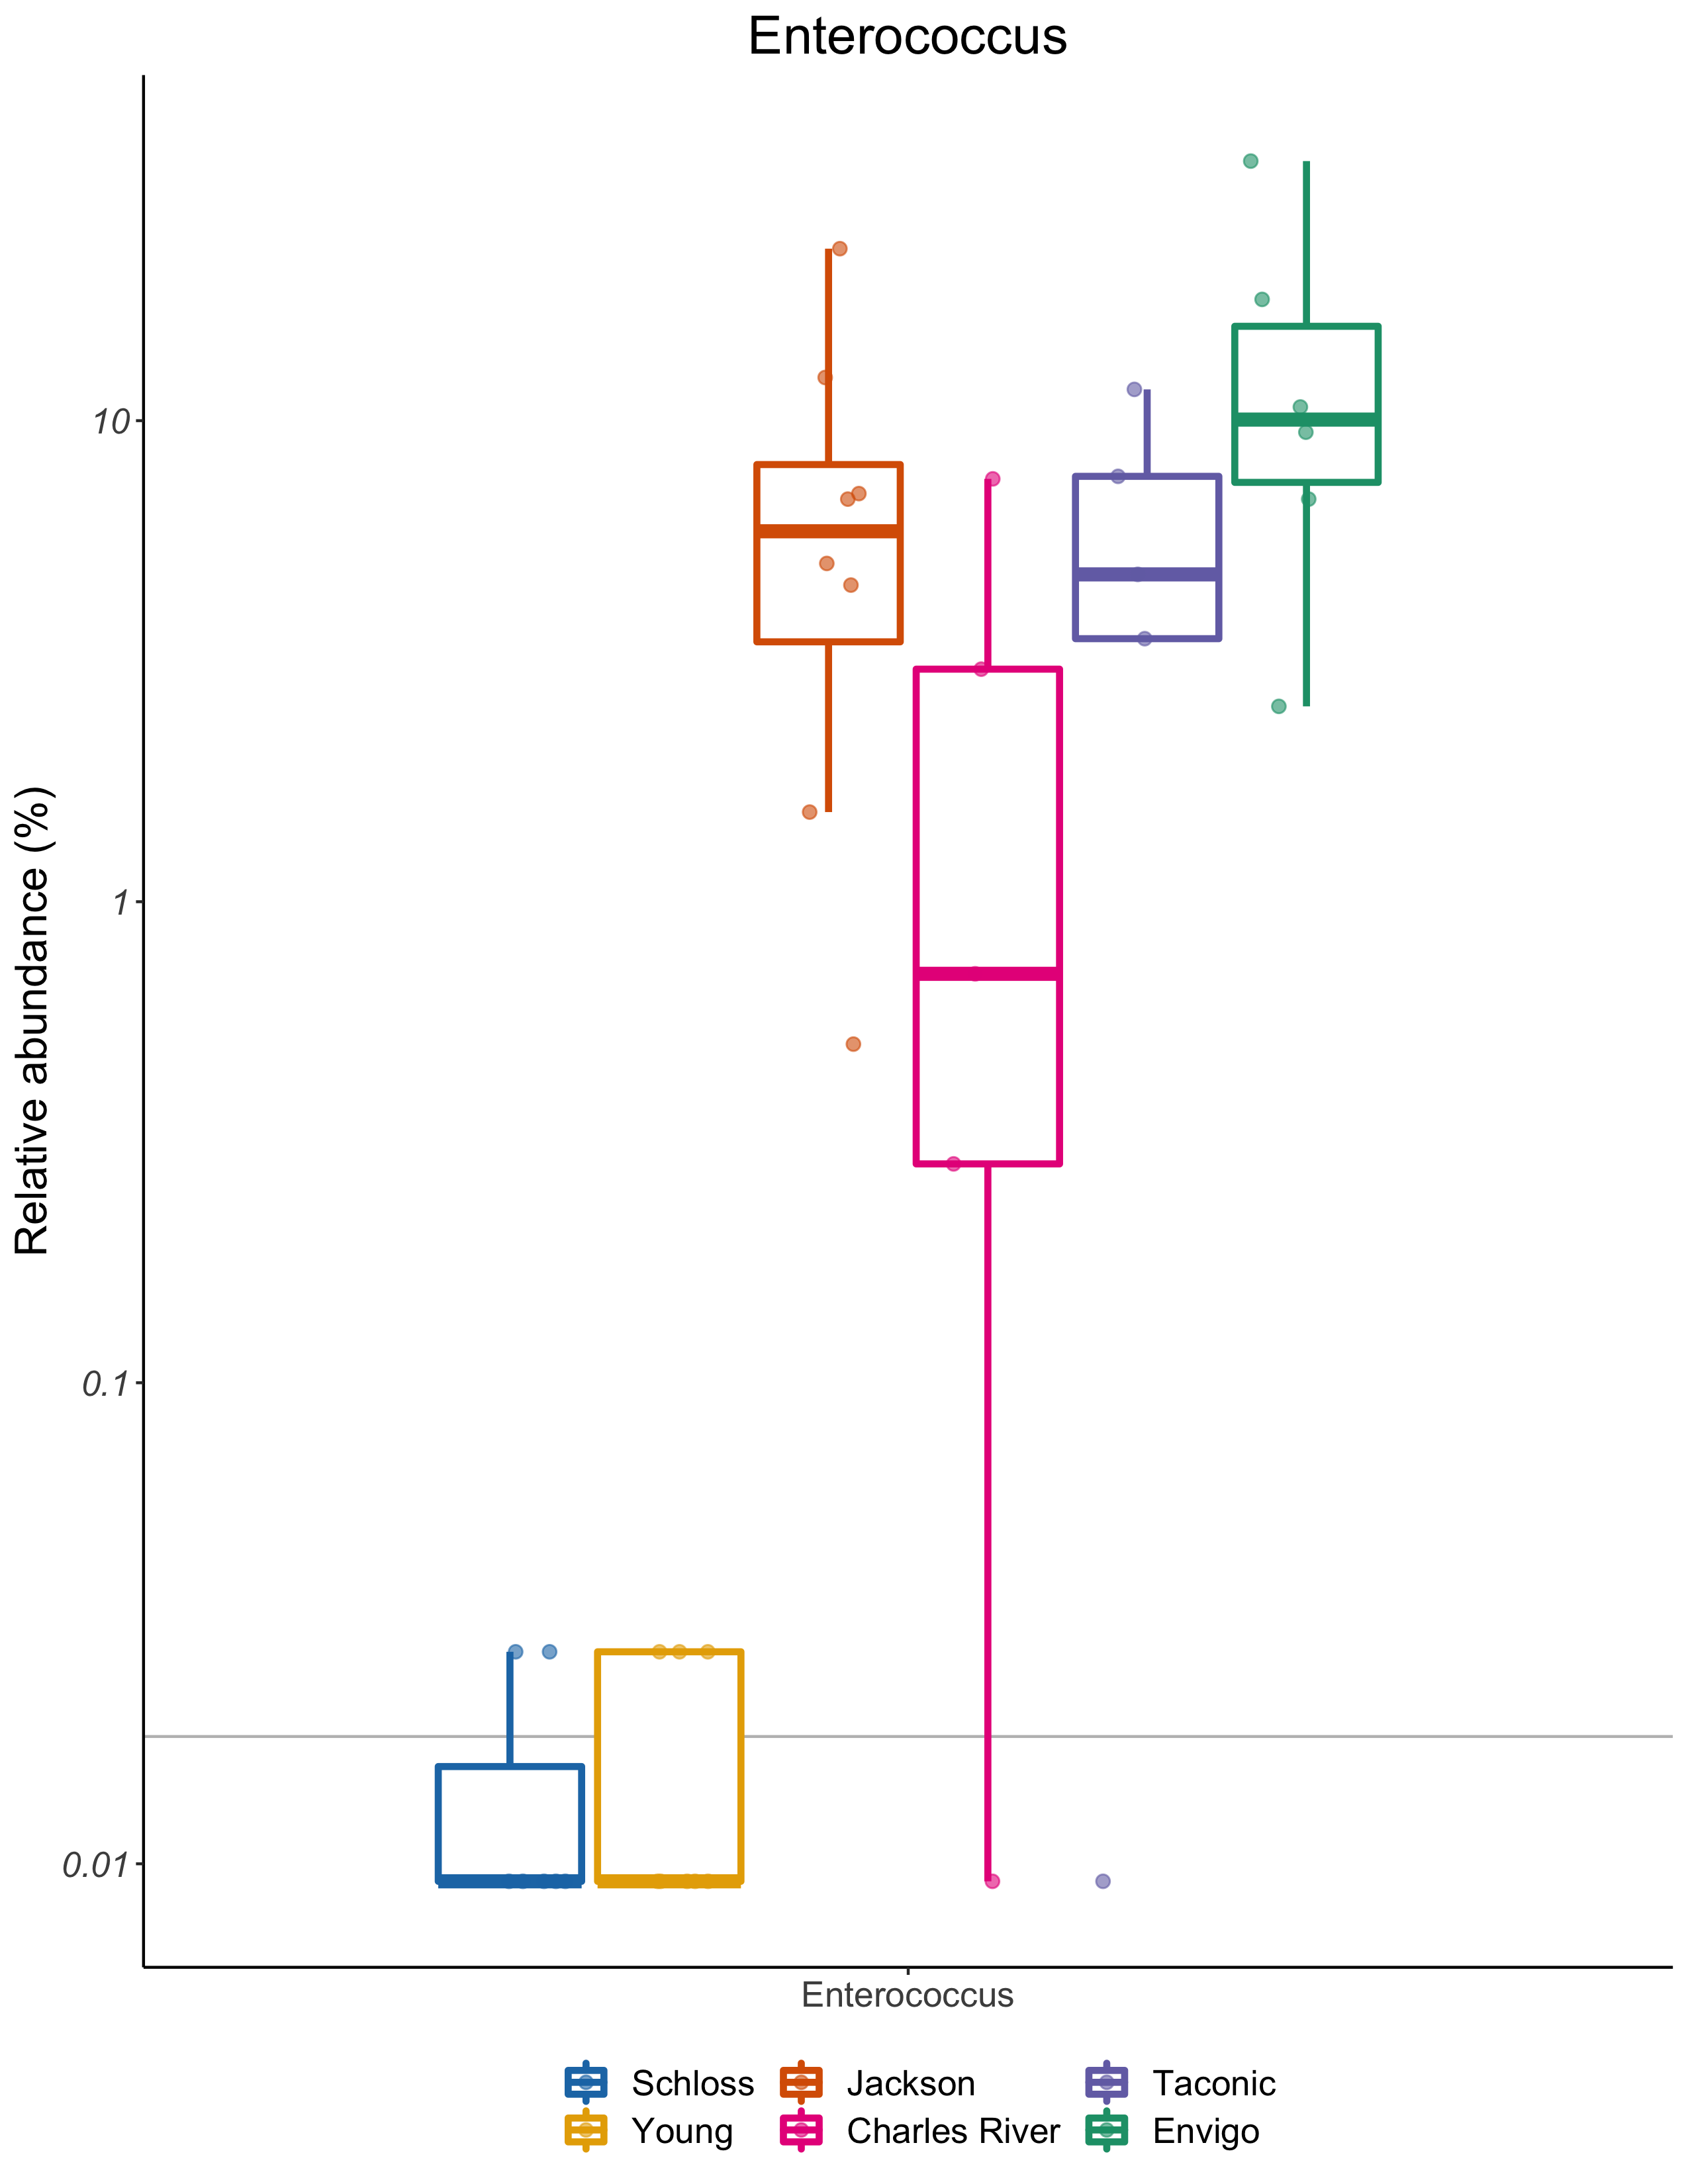 Enterococcus
Relative abundance (%)
10
1
0.1
0.01
Enterococcus
Schloss Jackson Taconic
Young Charles River Envigo